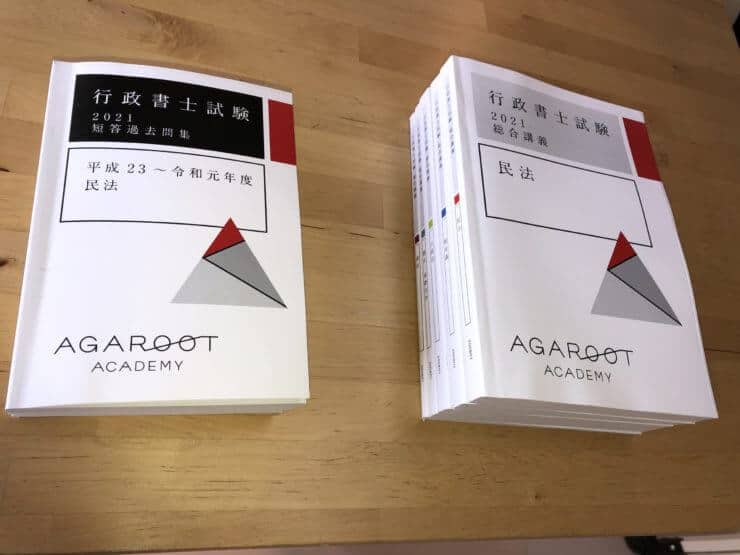 行政書士試験
2021
短答過去問集
平成23～令和元年度
民法
AGAROOT
ACADEMY
行政書士試験
2021
総合講義
民法
AGAROOT
ACADEMY